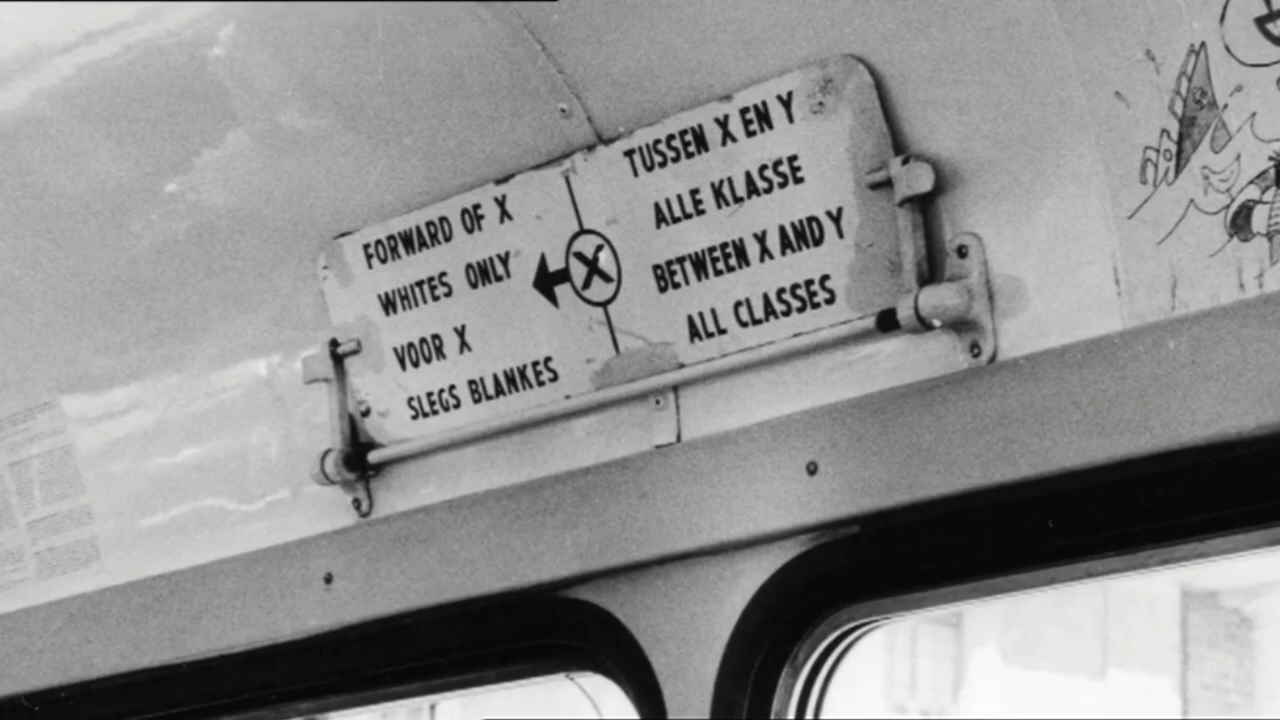 FORWARD OF X
WHITES ONLY
VOOR X
SLEGS BLANKES
X
TUSSEN X EN Y
ALLE KLASSE
BETWEEN X AND Y
ALL CLASSES